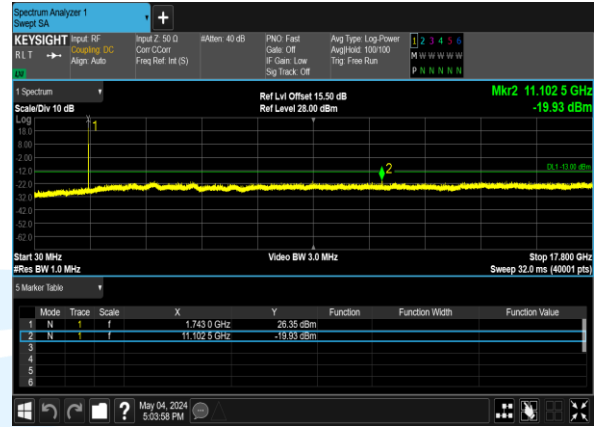 Spectrum Analyzer 1
Swept SA
+
KEYSIGHT Input: RF Input Z: 50 Ω #Atten: 40 dB PNO: Fast Avg Type: Log-Power 1 2 3 4 5 6
RLT Coupling: DC Corr CCorr Gate: Off Avg|Hold: 100/100 M W W W W W
Align: Auto Freq Ref: Int (S) IF Gain: Low Trig: Free Run
Sig Track: Off P N N N N N
1 Spectrum Ref Lvl Offset 15.50 dB Mkr2 11.102 5 GHz
Scale/Div 10 dB Ref Level 28.00 dBm -19.93 dBm
Log
18.0
8.00
-2.00
-12.0
-22.0
-32.0
-42.0
-52.0
-62.0
1
2
DL1 -13.00 dBm
Start 30 MHz Video BW 3.0 MHz Stop 17.800 GHz
#Res BW 1.0 MHz Sweep 32.0 ms (40001 pts)
5 Marker Table
Mode Trace Scale X Y Function Function Width Function Value
1 N 1 f 1.743 0 GHz 26.35 dBm
2 N 1 f 11.102 5 GHz -19.93 dBm
3
4
5
6
? May 04, 2024
5:03:58 PM